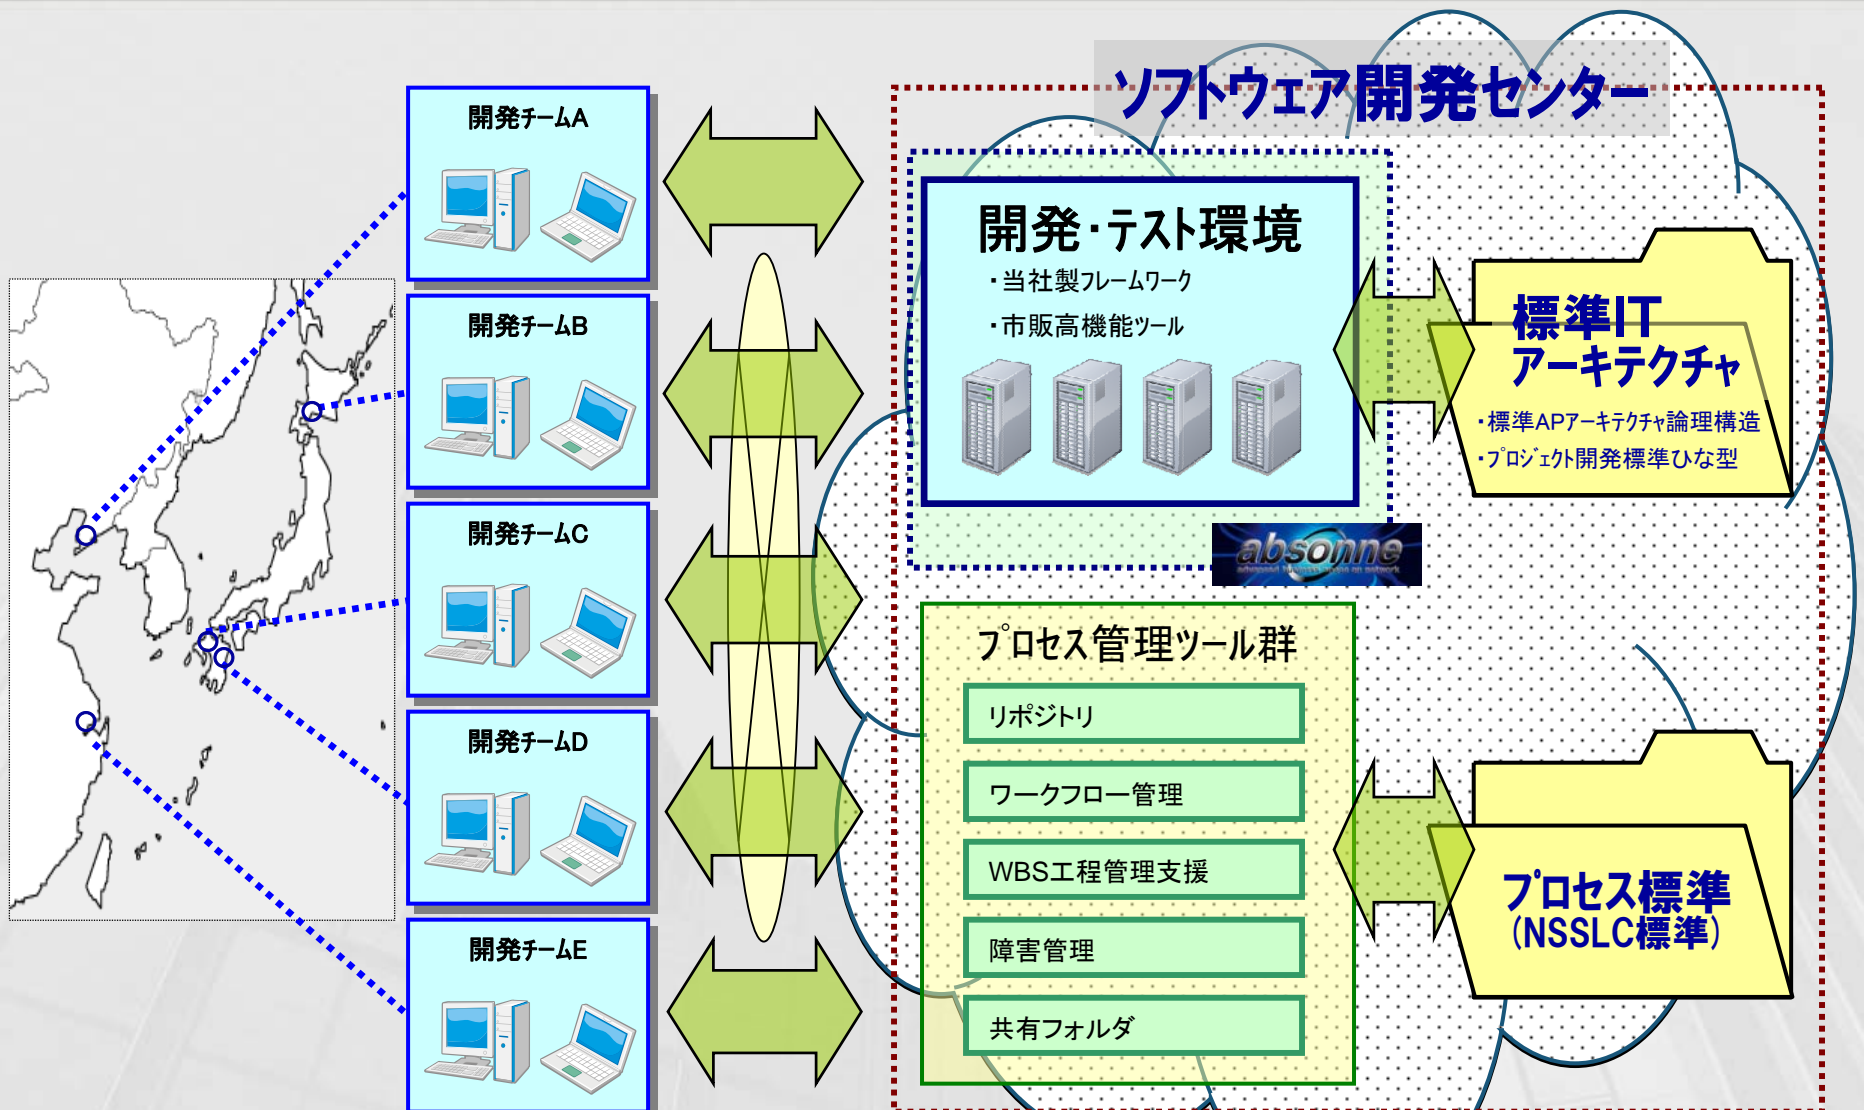 ソフトウェア開発センター
開発チームA
開発チームB
開発チームC
開発チームD
開発チームE
開発・テスト環境
・当社製フレームワーク
・市販高機能ツール
absonne
標準IT
アーキテクチャ
・標準APアーキテクチャ論理構造
・プロジェクト開発標準ひな型
プロセス管理ツール群
リポジトリ
ワークフロー管理
WBS工程管理支援
障害管理
共有フォルダ
プロセス標準
(NSSLC標準)